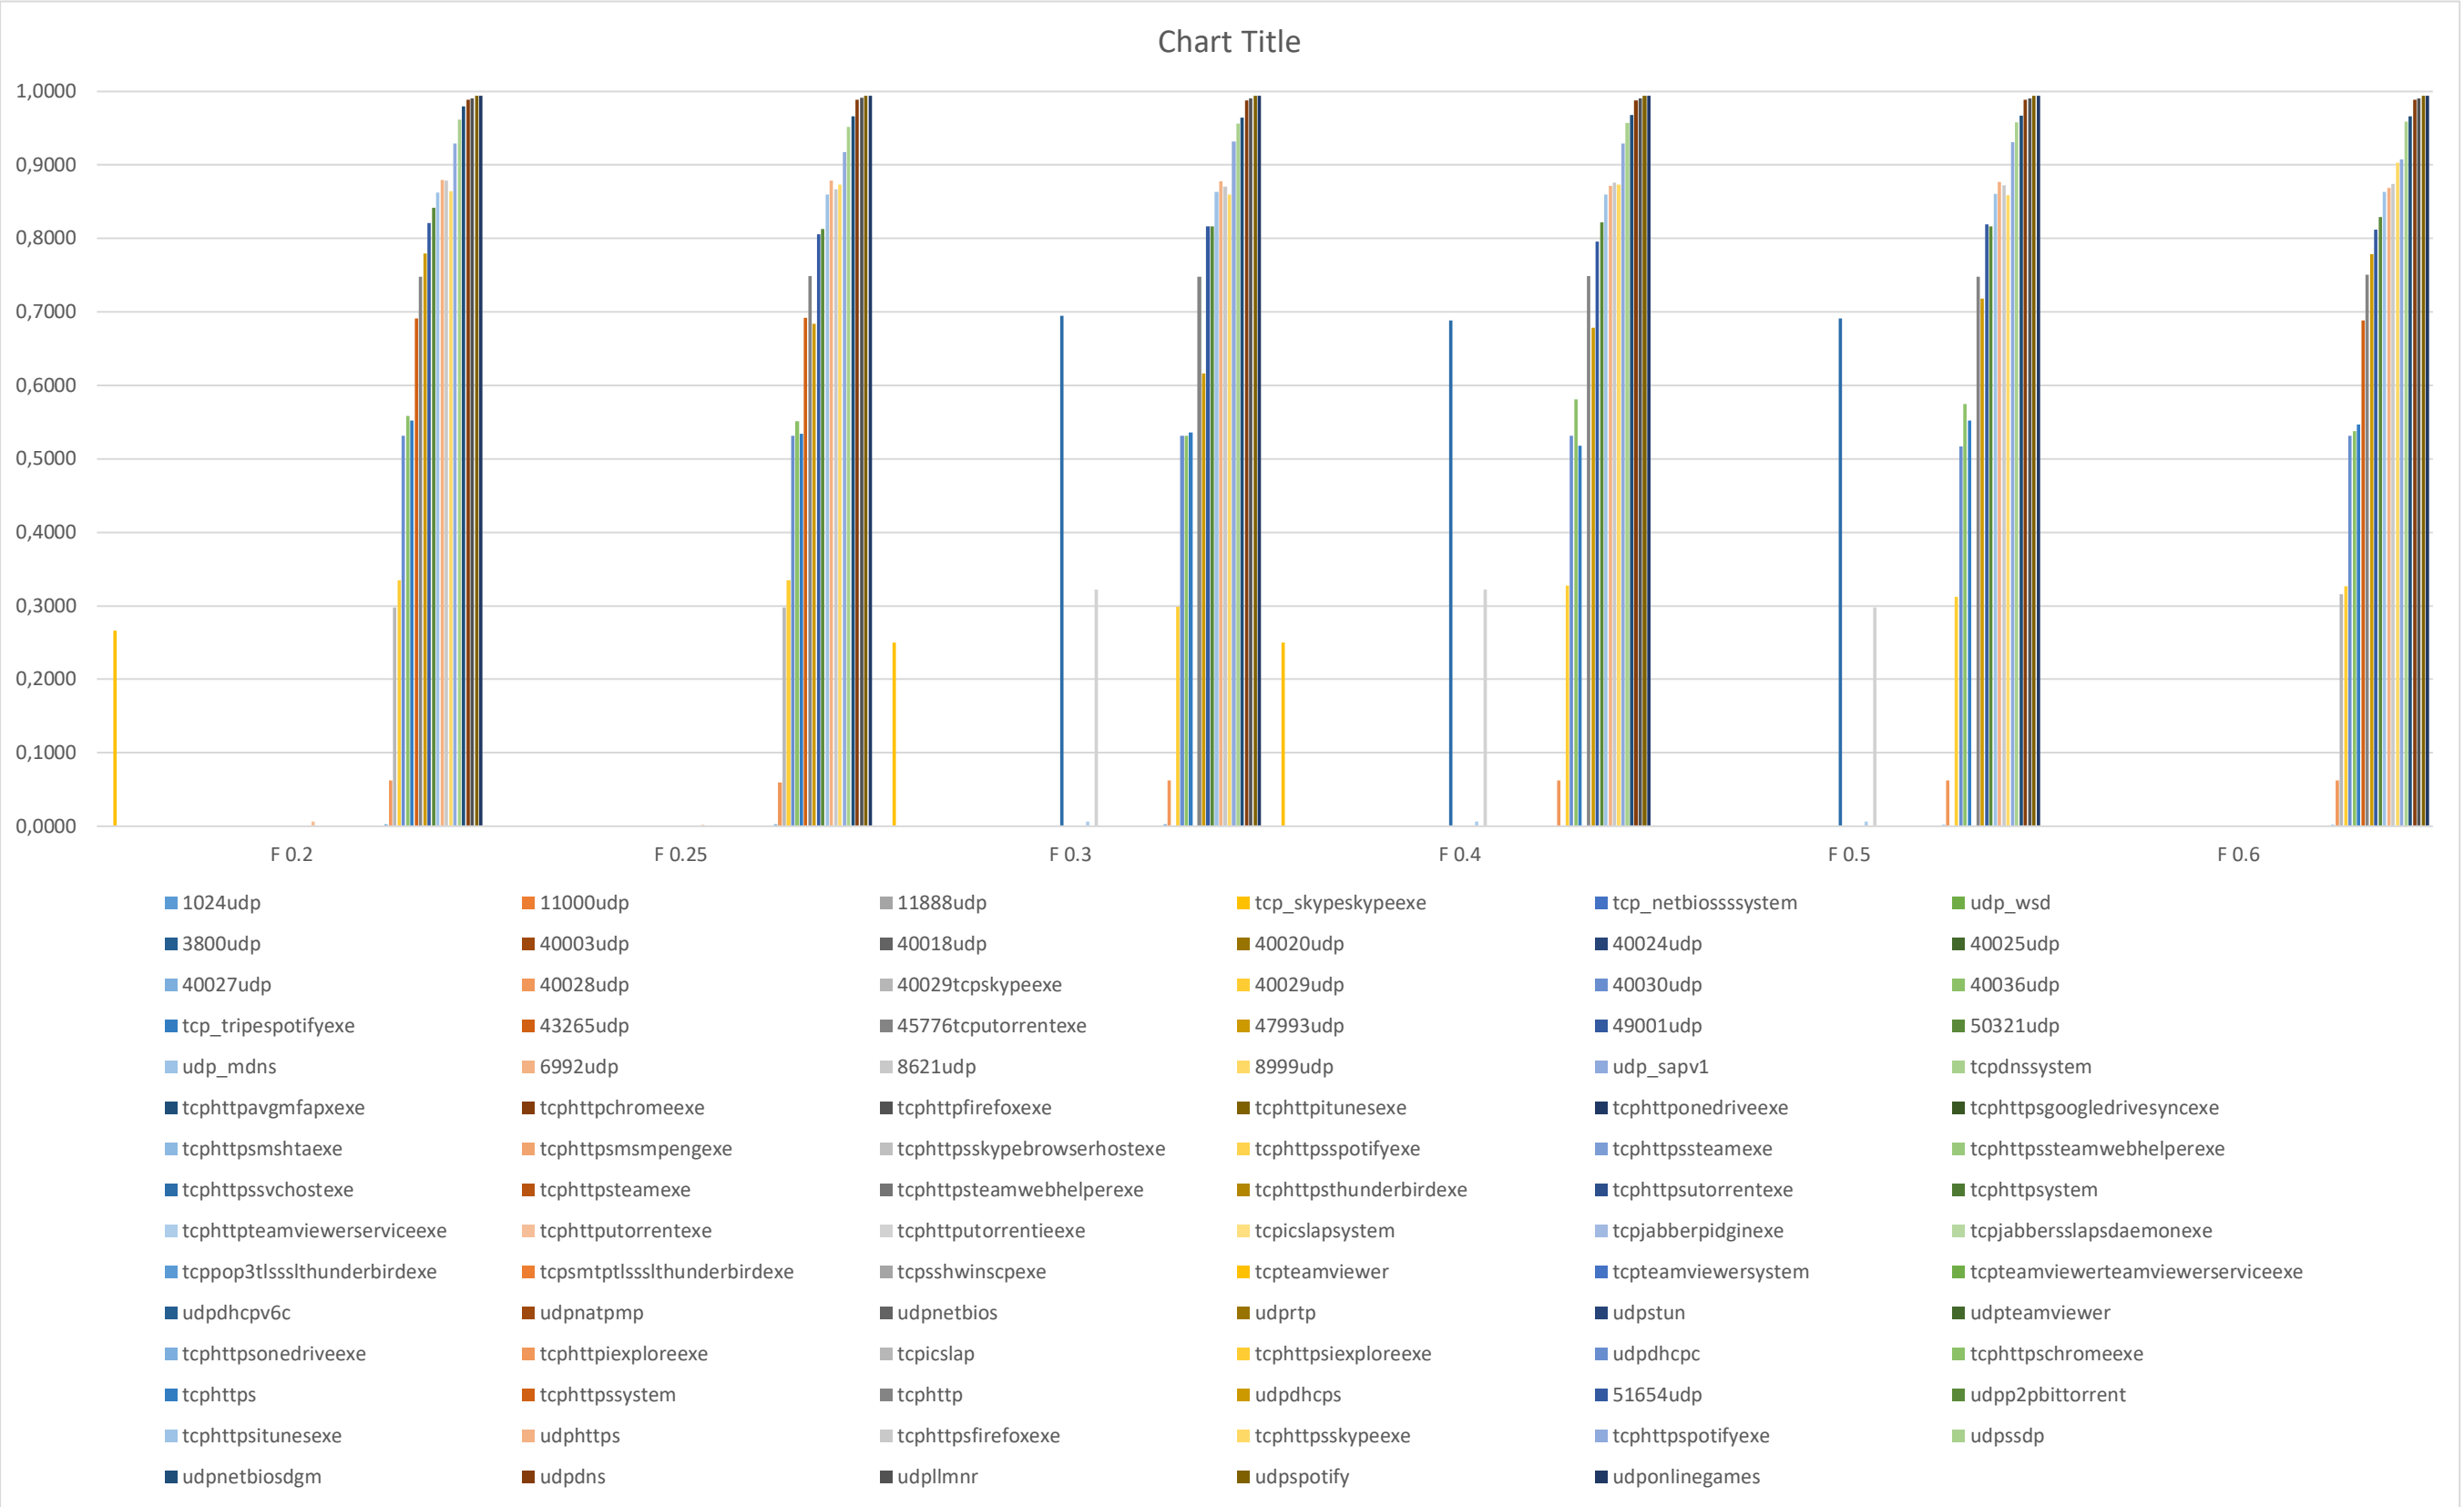 Chart Title
1,0000
0,9000
0,8000
0,7000
0,6000
0,5000
0,4000
0,3000
0,2000
0,1000
0,0000
F 0.2 F 0.25 F 0.3 F 0.4 F 0.5 F 0.6
1024udp 11000udp 11888udp tcp_skypeskypeexe tcp_netbiossssystem udp_wsd
3800udp 40003udp 40018udp 40020udp 40024udp 40025udp
40027udp 40028udp 40029tcpskypeexe 40029udp 40030udp 40036udp
tcp_tripespotifyexe 43265udp 45776tcputorrentexe 47993udp 49001udp 50321udp
udp_mdns 6992udp 8621udp 8999udp udp_sapv1 tcpdnssystem
tcphttpavgmfapxexe tcphttpchromeexe tcphttpfirefoxexe tcphttpitunesexe tcphttponedriveexe tcphttpsgoogledrivesyncexe
tcphttpsmshtaexe tcphttpsmsmpengexe tcphttpsskypebrowserhostexe tcphttpsspotifyexe tcphttpssteamexe tcphttpssteamwebhelperexe
tcphttpssvchostexe tcphttpsteamexe tcphttpsteamwebhelperexe tcphttpsthunderbirdexe tcphttpsutorrentexe tcphttpsystem
tcphttpteamviewerserviceexe tcphttputorrentexe tcphttputorrentieexe tcpicslapsystem tcpjabberpidginexe tcpjabbersslapsdaemonexe
tcppop3tlssslthunderbirdexe tcpsmtptlssslthunderbirdexe tcpsshwinscpexe tcpteamviewer tcpteamviewersystem tcpteamviewerteamviewerserviceexe
udpdhcpv6c udpnatpmp udpnetbios udprtp udpstun udpteamviewer
tcphttpsonedriveexe tcphttpiexploreexe tcpicslap tcphttpsiexploreexe udpdhcpc tcphttpschromeexe
tcphttps tcphttpssystem tcphttp udpdhcps 51654udp udpp2pbittorrent
tcphttpsitunesexe udphttps tcphttpsfirefoxexe tcphttpsskypeexe tcphttpspotifyexe udpssdp
udpnetbiosdgm udpdns udpllmnr udpspotify udponlinegames